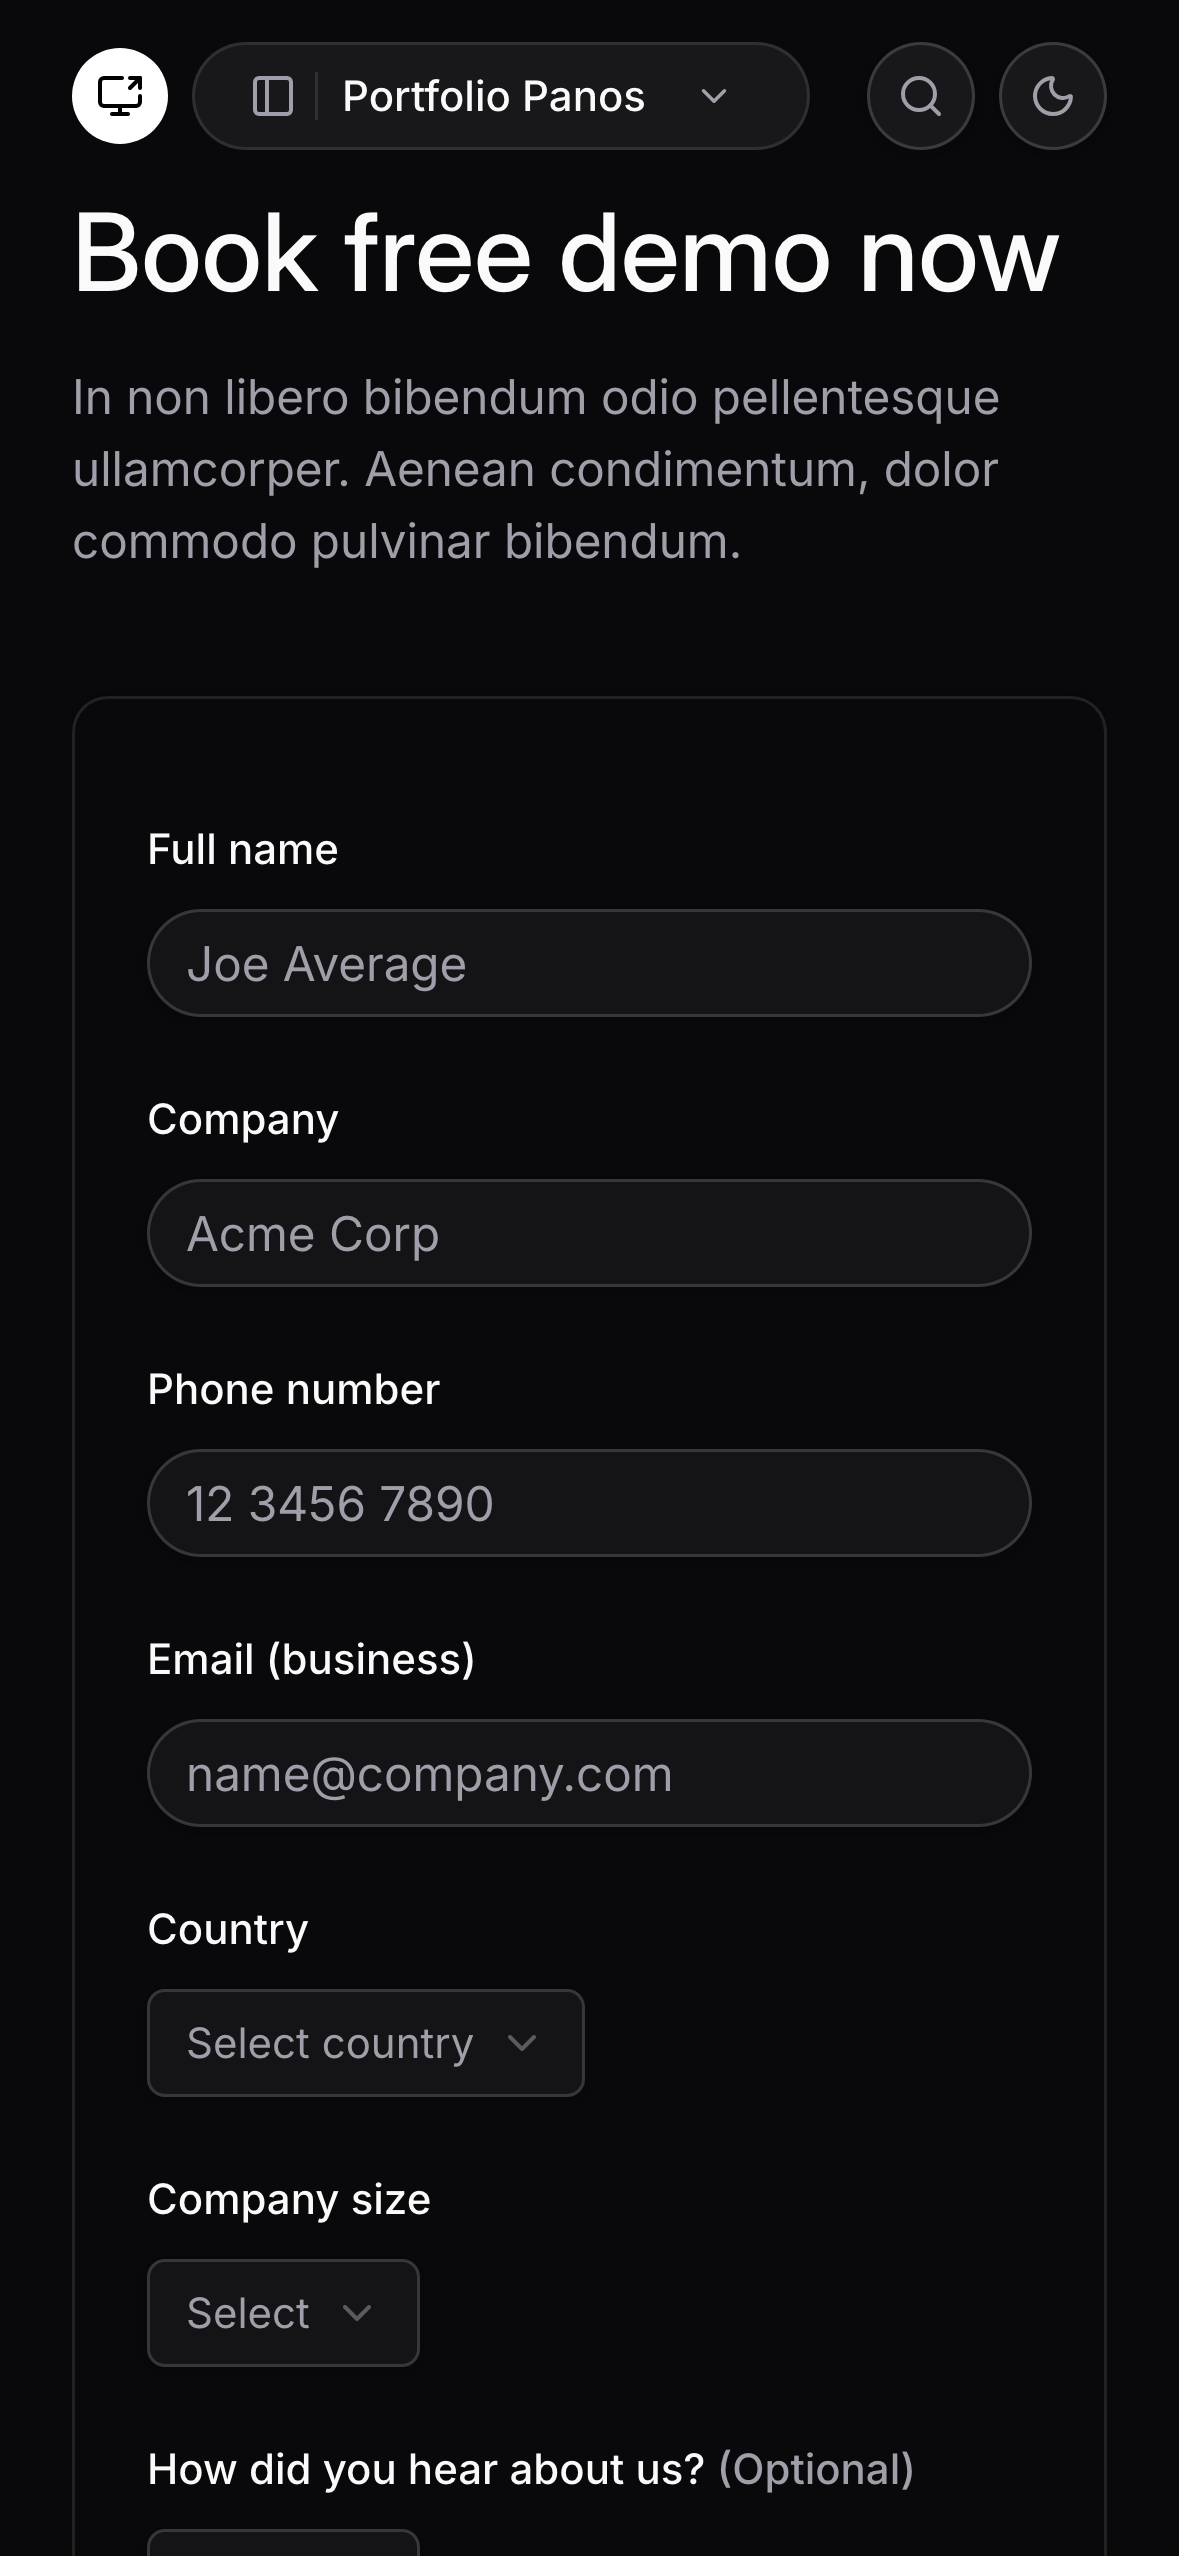 Portfolio Panos
Book free demo now
In non libero bibendum odio pellentesque
ullamcorper. Aenean condimentum, dolor
commodo pulvinar bibendum.
Full name
Joe Average
Company
Acme Corp
Phone number
12 3456 7890
Email (business)
name@company.com
Country
Select country
Company size
Select
How did you hear about us? (Optional)